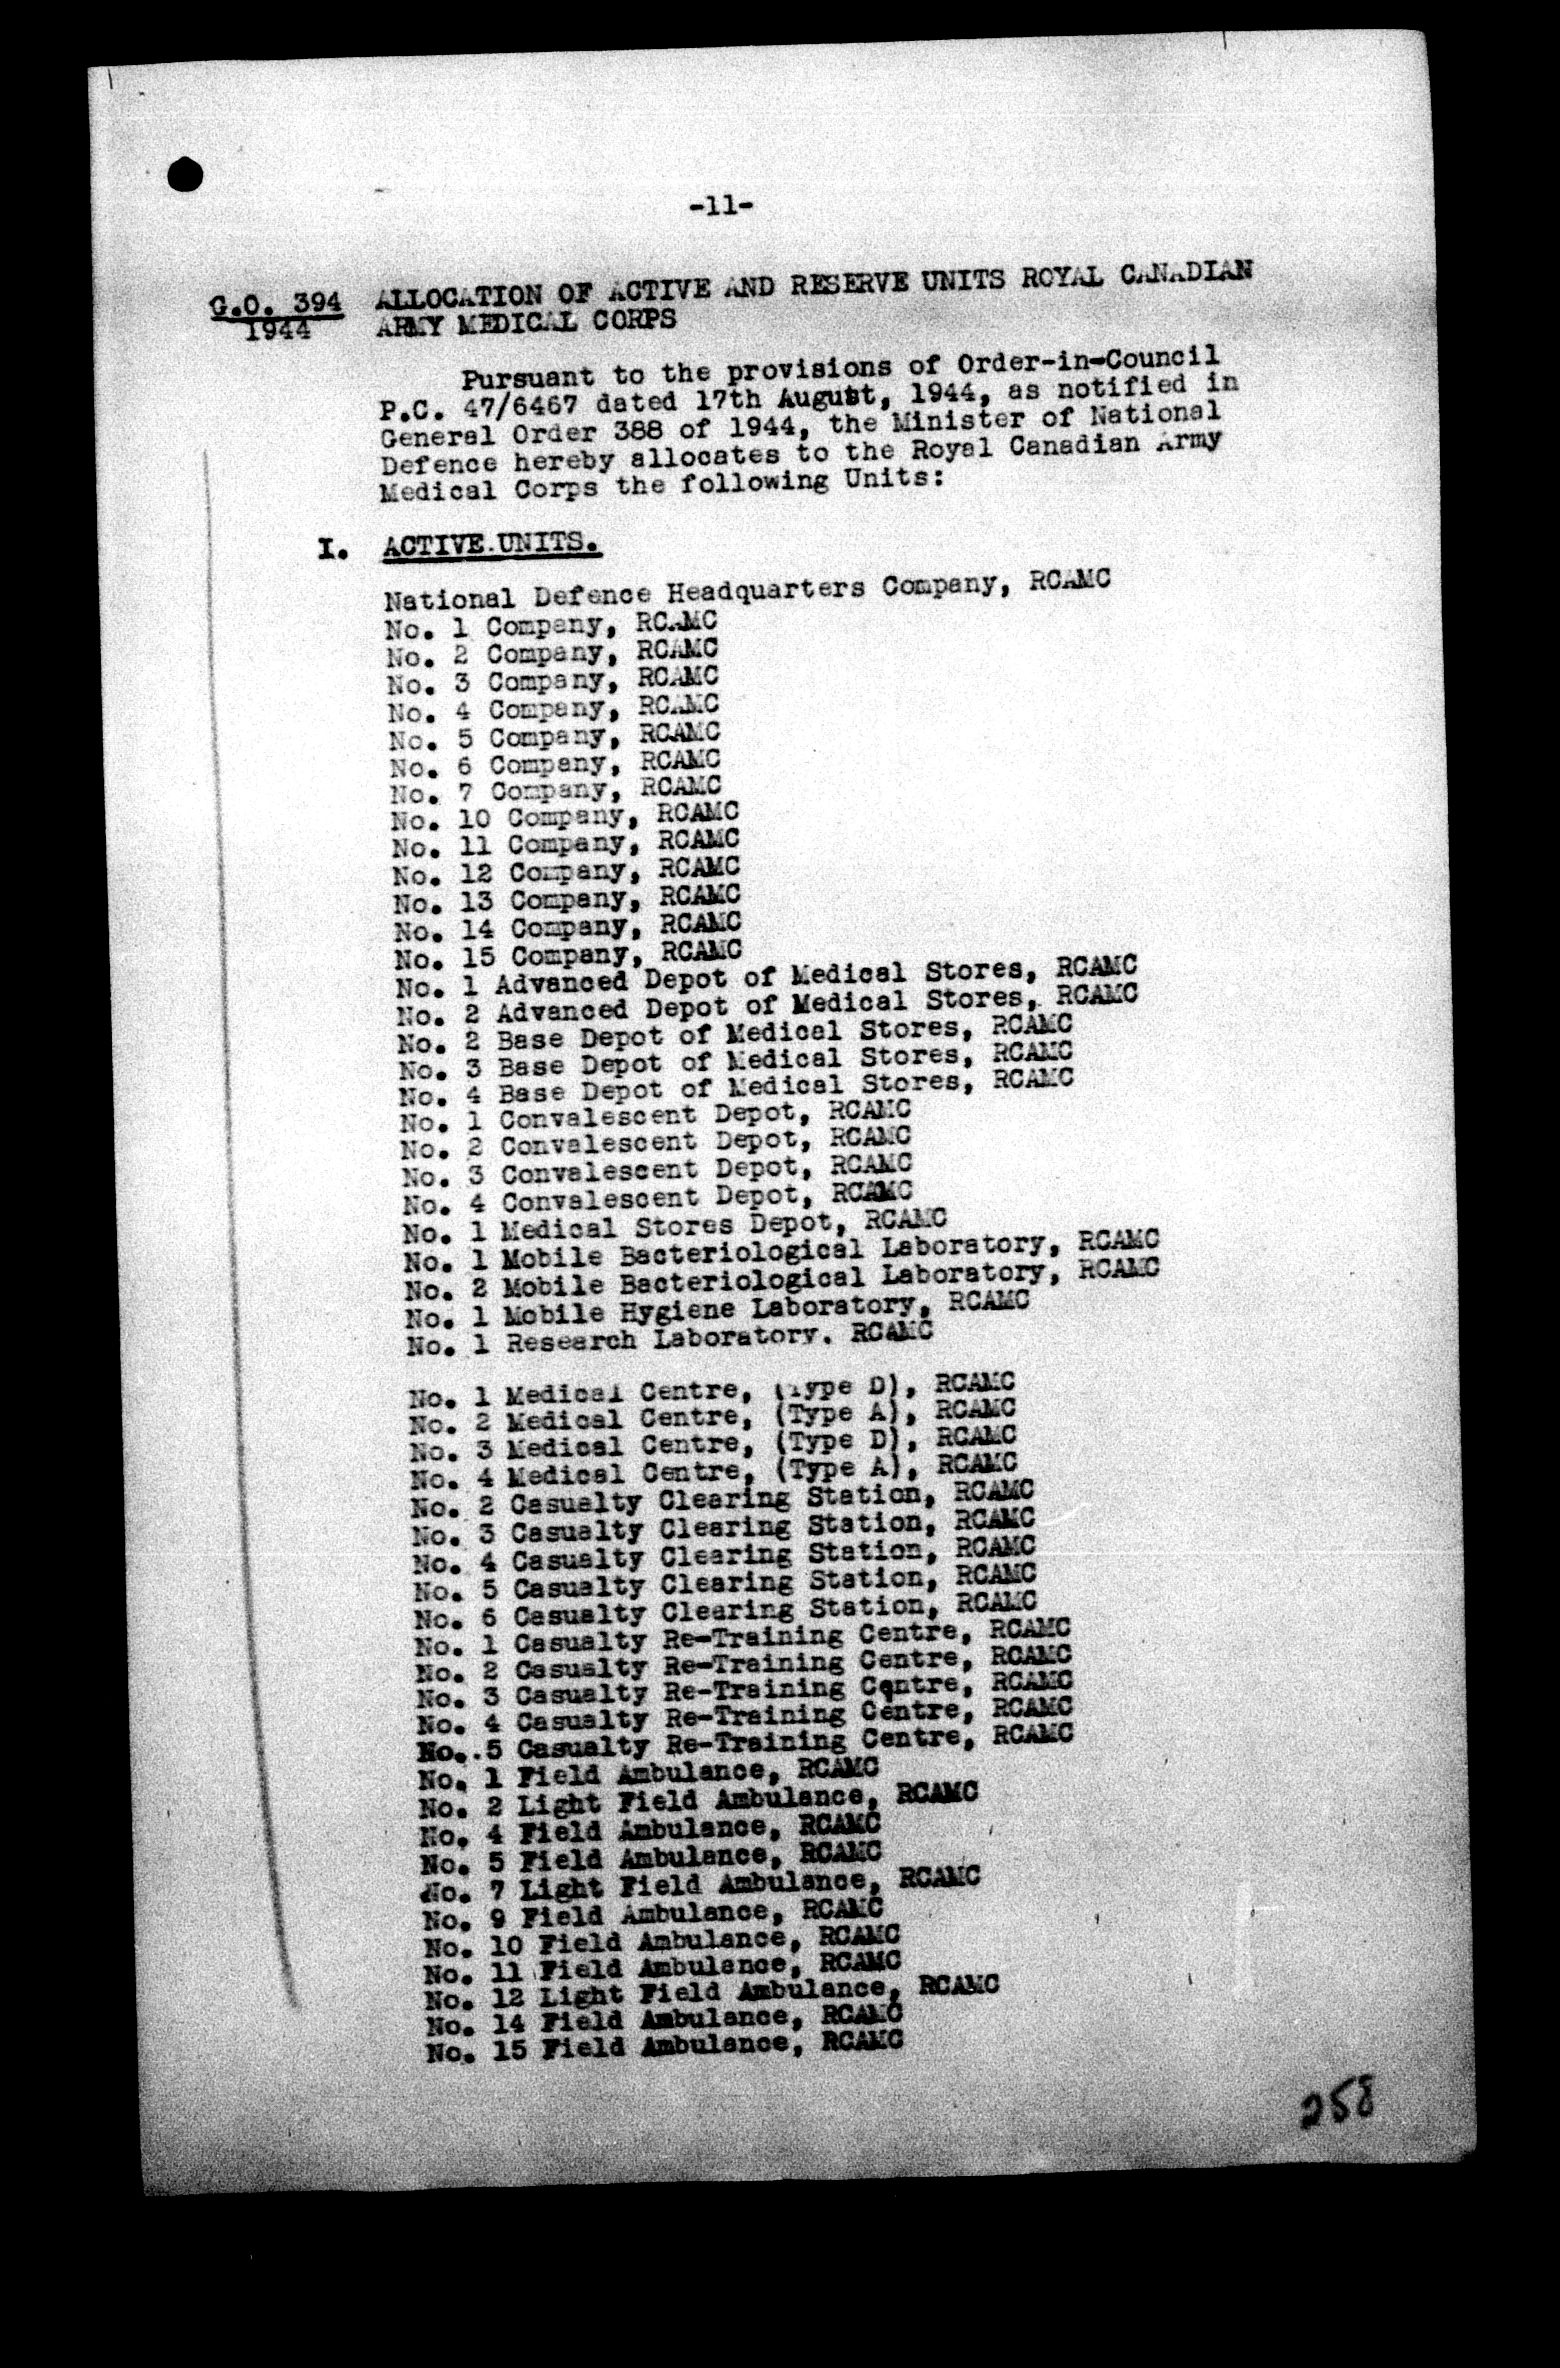 -11-
G.O. 394
1944
ALLOCATION OF ACTIVE AND RESERVE UNITS ROYAL CANADIAN
ARMY MEDICAL CORPS
Pursuant to the provisions of Order-in-Council
P.C. 47/6467 dated 17th August, 1944, as notified in
General Order 388 of 1944, the Minister of National
Defence hereby allocates to the Royal Canadian Army
Medical Corps the following Units:
I. ACTIVE UNITS.
National Defence Headquarters Company, RCAMC
No. 1 Company, RCAMC
No. 2 Company, RCAMC
No. 3 Company, RCAMC
No. 4 Company, RCAMC
No. 5 Company, RCAMC
No. 6 Company, RCAMC
No. 7 Company, RCAMC
No. 10 Company, RCAMC
No. 11 Company, RCAMC
No. 12 Company, RCAMC
No. 13 Company, RCAMC
No. 14 Company, RCAMC
No. 15 Company, RCAMC
No. 1 Advanced Depot of Medical Stores, RCAMC
No. 2 Advanced Depot of Medical Stores, RCAMC
No. 2 Base Depot of Medical Stores, RCAMC
No. 3 Base Depot of Medical Stores, RCAMC
No. 4 Base Depot of Medical Stores, RCAMC
No. 1 Convalescent Depot, RCAMC
No. 2 Convalescent Depot, RCAMC
No. 3 Convalescent Depot, RCAMC
No. 4 Convalescent Depot, RCAMC
No. 1 Medical Stores Depot, RCAMC
No. 1 Mobile Bacteriological Laboratory, RCAMC
No. 2 Mobile Bacteriological Laboratory, RCAMC
No. 1 Mobile Hygiene Laboratory, RCAMC
No. 1 Research Laboratory. RCAMC
No. 1 Medical Centre, (Type D), RCAMC
No. 2 Medical Centre, (Type A), RCAMC
No. 3 Medical Centre, (Type D), RCAMC
No. 4 Medical Centre, (Type A), RCAMC
No. 2 Casualty Clearing Station, RCAMC
No. 3 Casualty Clearing Station, RCAMC
No. 4 Casualty Clearing Station, RCAMC
No. 5 Casualty Clearing Station, RCAMC
No. 6 Casualty Clearing Station, RCAMC
No. 1 Casualty Re-Training Centre, RCAMC
No. 2 Casualty Re-Training Centre, RCAMC
No. 3 Casualty Re-Training Centre, RCAMC
No. 4 Casualty Re-Training Centre, RCAMC
No. 5 Casualty Re-Training Centre, RCAMC
No. 1 Field Ambulance, RCAMC
No. 2 Light Field Ambulance, RCAMC
No. 4 Field Ambulance, RCAMC
No. 5 Field Ambulance, RCAMC
No. 7 Light Field Ambulance, RCAMC
No. 9 Field Ambulance, RCAMC
No. 10 Field Ambulance, RCAMC
No. 11 Field Ambulance, RCAMC
No. 12 Light Field Ambulance, RCAMC
No. 14 Field Ambulance, RCAMC
No. 15 Field Ambulance, RCAMC
258